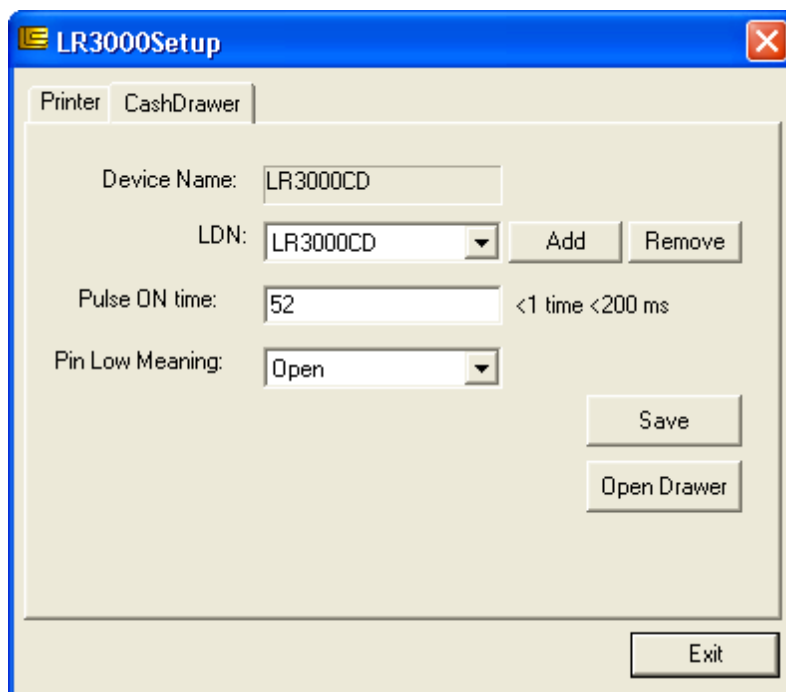 LR3000Setup
Printer CashDrawer
Device Name: LR3000CD
LDN: LR3000CD Add Remove
Pulse ON time: 52 <1 time <200 ms
Pin Low Meaning: Open
Save
Open Drawer
Exit